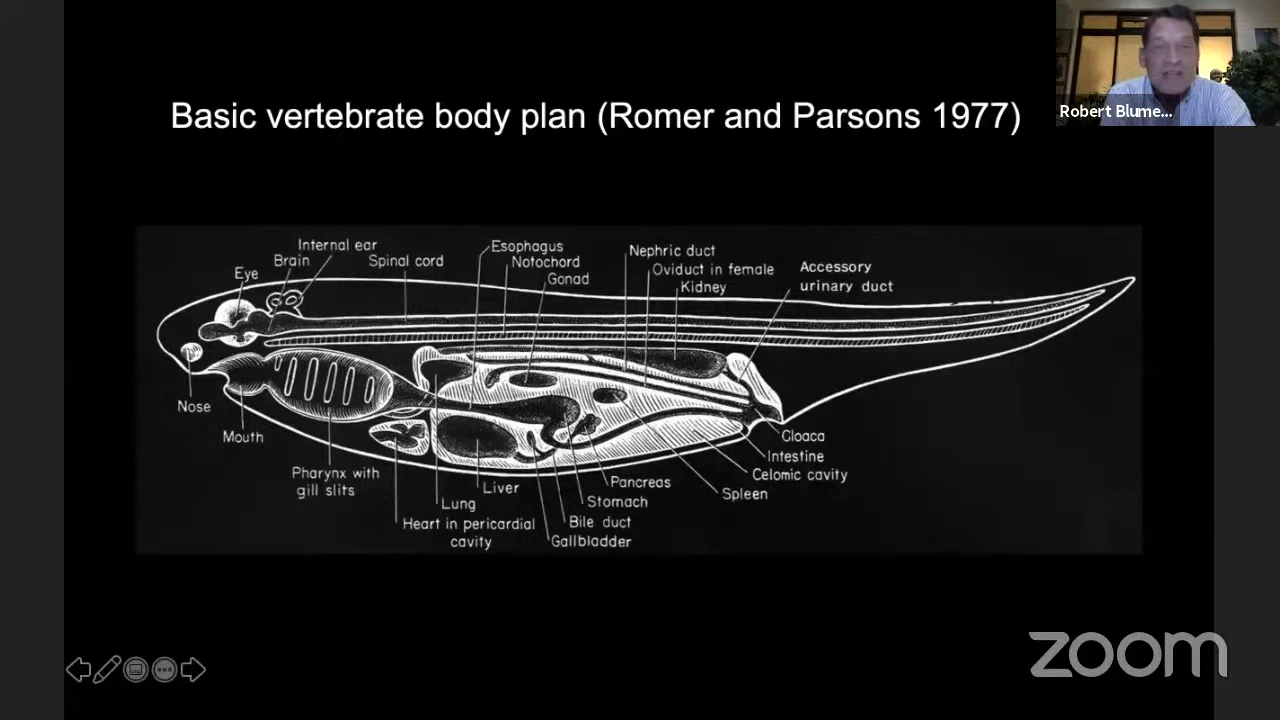 Basic vertebrate body plan (Romer and Parsons 1977)
Robert Blume...
Internal ear
Brain
Eye
Spinal cord
Esophagus
Notochord
Gonad
Nephric duct
Oviduct in female
Kidney
Accessory
urinary duct
Nose
Mouth
Pharynx with
gill slits
Heart in pericardial
cavity
Lung
Liver
Gallbladder
Bile duct
Stomach
Pancreas
Spleen
Celomic cavity
Intestine
Cloaca
zoom